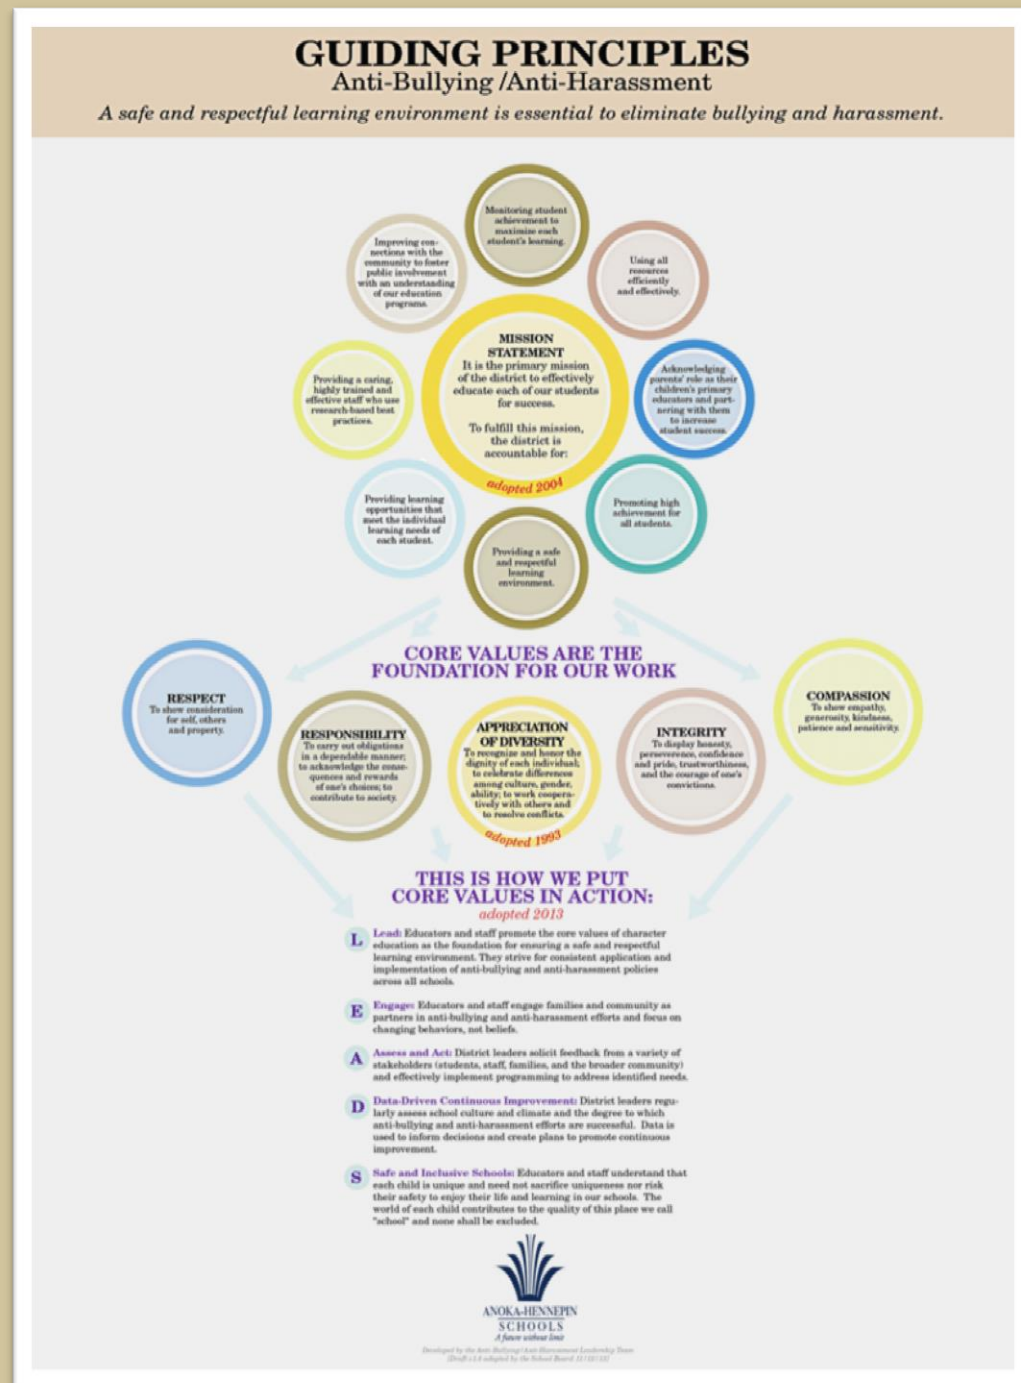 GUIDING PRINCIPLES
Anti-Bullying /Anti-Harassment
A safe and respectful learning environment is essential to eliminate bullying and harassment.
Monitoring student
achievement to
maximize each
student's learning.
Improving con-
nections with the
community to foster
public involvement
with an understanding
of our education
programs.
Using all
resources
efficiently
and effectively.
MISSION
STATEMENT
It is the primary mission
of the district to effectively
educate each of our students
for success.
To fulfill this mission,
the district is
accountable for:
adopted 2004
Providing a caring,
highly trained and
effective staff who use
research-based best
practices.
Acknowledging
parents' role as their
children's primary
educators and part-
nering with them
to increase
student success.
Providing learning
opportunities that
meet the individual
learning needs of
each student.
Promoting high
achievement for
all students.
Providing a safe
and respectful
learning
environment.
CORE VALUES ARE THE
FOUNDATION FOR OUR WORK
RESPECT
To show consideration
for self, others
and property.
RESPONSIBILITY
To carry out obligations
in a dependable manner;
to acknowledge the conse-
quences and rewards
of one's choices; to
contribute to society.
APPRECIATION
OF DIVERSITY
To recognize and honor the
dignity of each individual;
to celebrate differences
among culture, gender,
ability; to work coopera-
tively with others and
to resolve conflicts.
adopted 1993
INTEGRITY
To display honesty,
perseverence, confidence
and pride, trustworthiness,
and the courage of one's
convictions.
COMPASSION
To show empathy,
generosity, kindness,
patience and sensitivity.
THIS IS HOW WE PUT
CORE VALUES IN ACTION:
adopted 2013
L Lead: Educators and staff promote the core values of character
education as the foundation for ensuring a safe and respectful
learning environment. They strive for consistent application and
implementation of anti-bullying and anti-harassment policies
across all schools.
E Engage: Educators and staff engage families and community as
partners in anti-bullying and anti-harassment efforts and focus on
changing behaviors, not beliefs.
A Assess and Act: District leaders solicit feedback from a variety of
stakeholders (students, staff, families, and the broader community)
and effectively implement programming to address identified needs.
D Data-Driven Continuous Improvement: District leaders regu-
larly assess school culture and climate and the degree to which
anti-bullying and anti-harassment efforts are successful. Data is
used to inform decisions and create plans to promote continuous
improvement.
S Safe and Inclusive Schools: Educators and staff understand that
each child is unique and need not sacrifice uniqueness nor risk
their safety to enjoy their life and learning in our schools. The
world of each child contributes to the quality of this place we call
"school" and none shall be excluded.
ANOKA-HENNEPIN
SCHOOLS
A future without limit
Developed by the Anti-Bullying/Anti-Harassment Leadership Team
adopted by the School Board